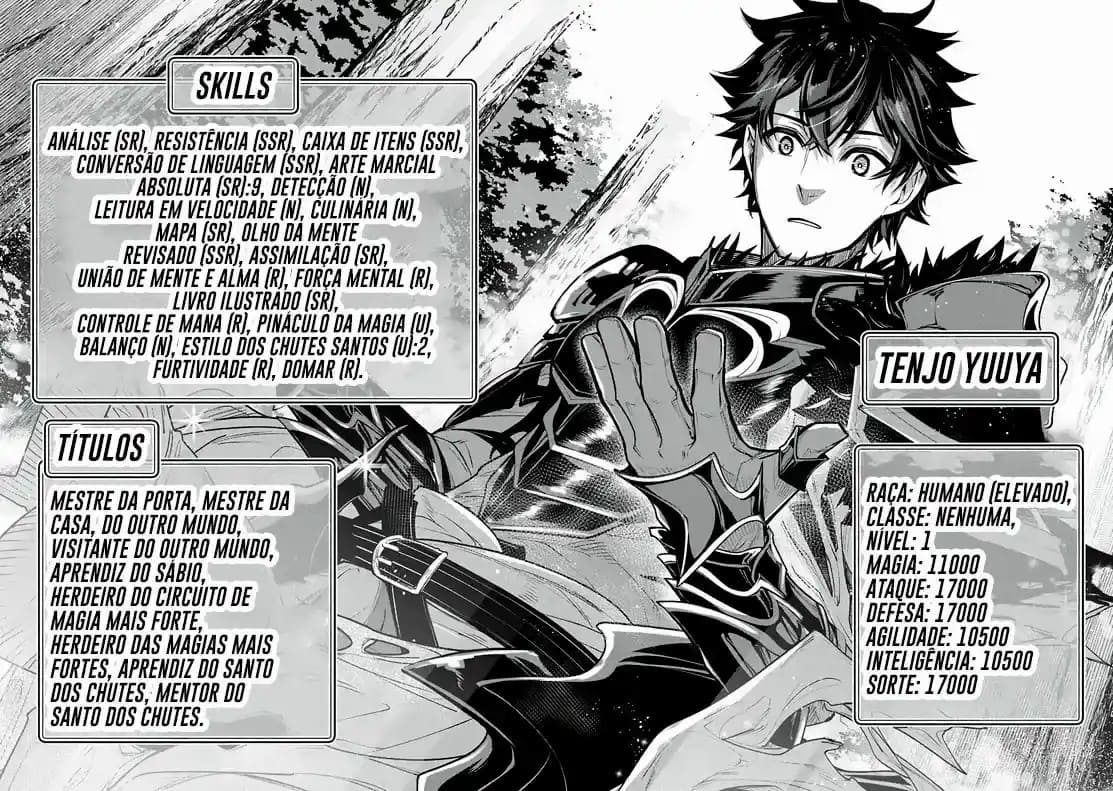 SKILLS
ANÁLISE (SR), RESISTÊNCIA (SSR), CAIXA DE ITENS (SSR),
CONVERSÃO DE LINGUAGEM (SSR), ARTE MARCIAL
ABSOLUTA (SR):9, DETECÇÃO (N),
LEITURA EM VELOCIDADE (N), CULINÁRIA (N),
MAPA (SR), OLHO DA MENTE
REVISADO (SSR), ASSIMILAÇÃO (SR),
UNIÃO DE MENTE E ALMA (R), FORÇA MENTAL (R),
LIVRO ILUSTRADO (SR),
CONTROLE DE MANA (R), PINÁCULO DA MAGIA (U),
BALANÇO (N), ESTILO DOS CHUTES SANTOS (U):2,
FURTIVIDADE (R), DOMAR (R).
TÍTULOS
MESTRE DA PORTA, MESTRE DA
CASA, DO OUTRO MUNDO,
VISITANTE DO OUTRO MUNDO,
APRENDIZ DO SÁBIO,
HERDEIRO DO CIRCUITO DE
MAGIA MAIS FORTE,
HERDEIRO DAS MAGIAS MAIS
FORTES, APRENDIZ DO SANTO
DOS CHUTES, MENTOR DO
SANTO DOS CHUTES.
TENJO YUUYA
RAÇA: HUMANO (ELEVADO),
CLASSE: NENHUMA,
NÍVEL: 1
MAGIA: 11000
ATAQUE: 17000
DEFESA: 17000
AGILIDADE: 10500
INTELIGÊNCIA: 10500
SORTE: 17000